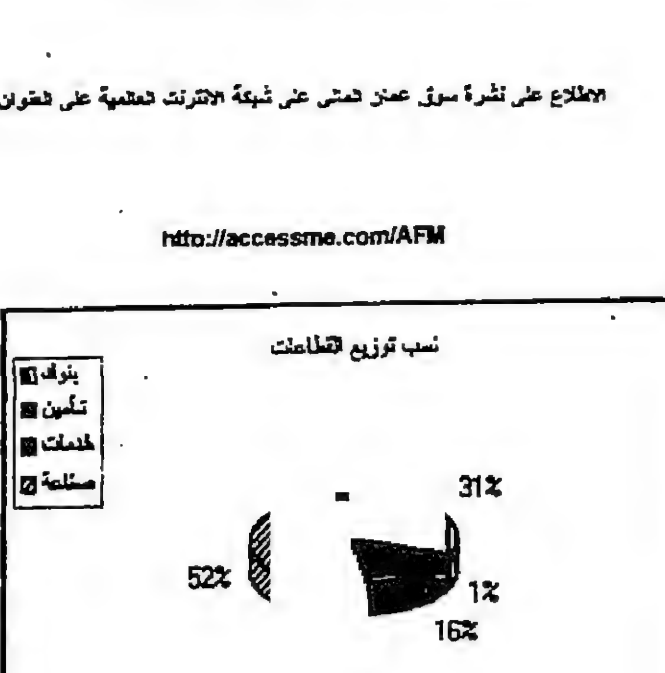 الاطلاع على نشرة سوق عمان المالي على شبكة الانترنت العالمية على العنوان
http://accessme.com/AFM
نسب توزيع القطاعات
بنوك
تأمين
خدمات
صناعة
31%
52%
1%
16%